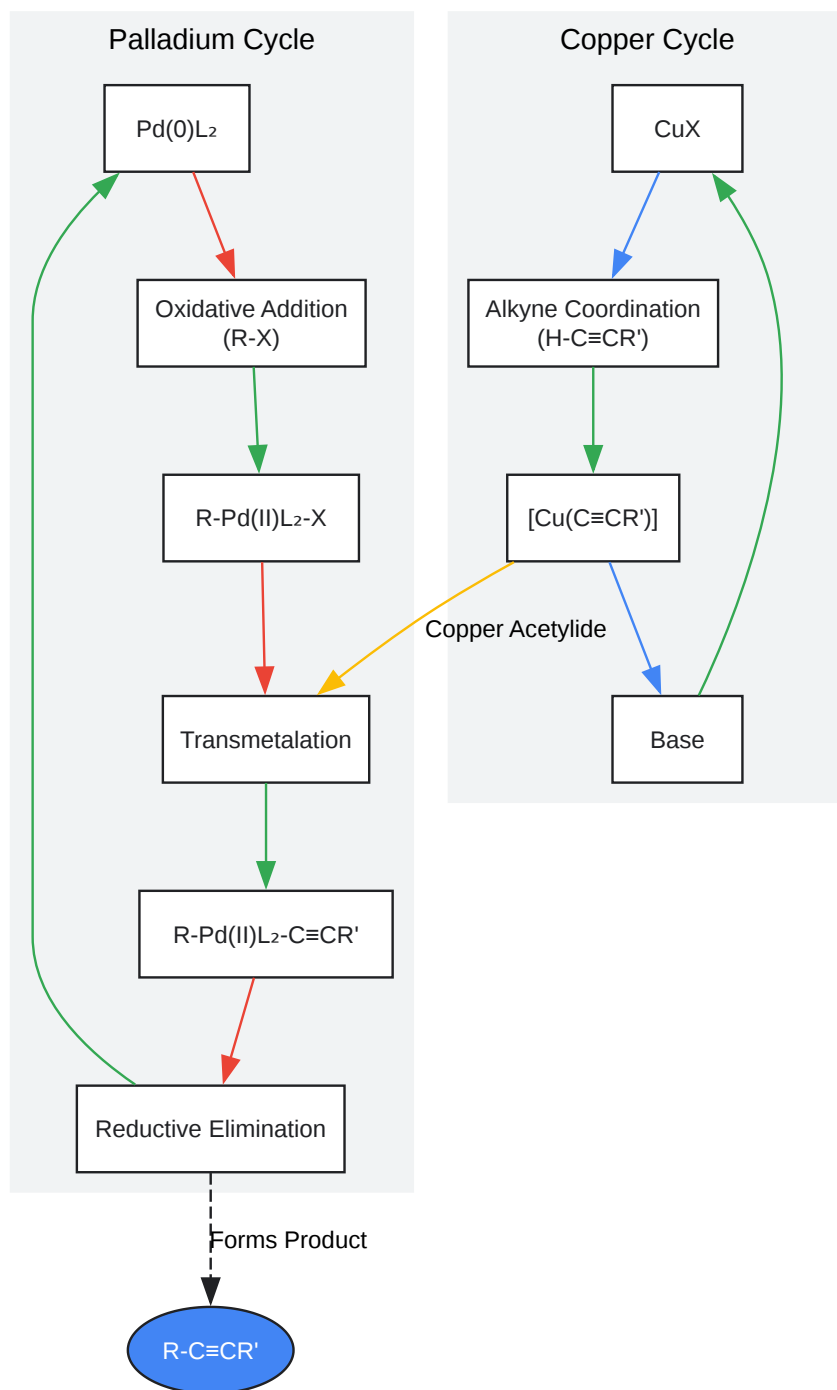 Palladium Cycle
Pd(0)L₂
Oxidative Addition
(R-X)
R-Pd(II)L₂-X
Transmetalation
R-Pd(II)L₂-C≡CR'
Reductive Elimination
Forms Product
R-C≡CR'
Copper Cycle
CuX
Alkyne Coordination
(H-C≡CR')
[Cu(C≡CR')]
Copper Acetylide
Base